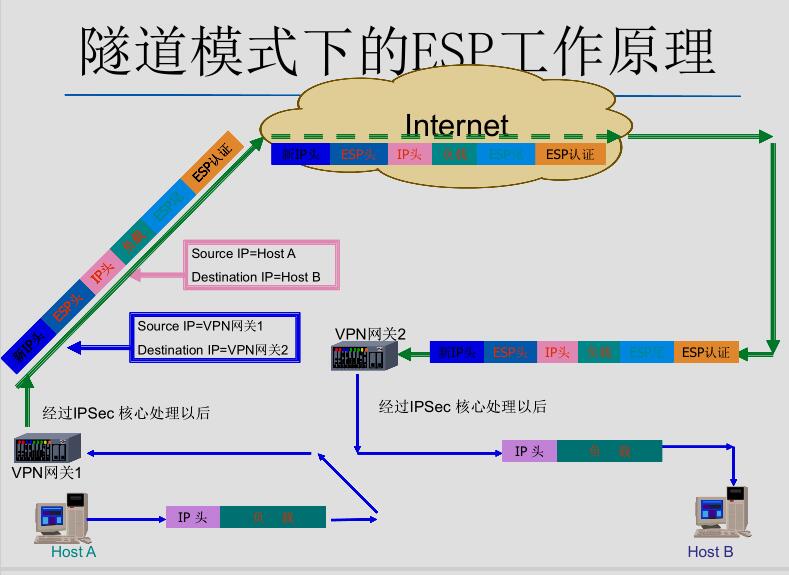 隧道模式下的ESP工作原理
Internet
新IP头 ESP头 IP头 负载 ESP尾 ESP认证
新IP头 ESP头 IP头 负载 ESP尾 ESP认证
Source IP=Host A
Destination IP=Host B
Source IP=VPN网关1
Destination IP=VPN网关2
VPN网关2
新IP头 ESP头 IP头 负载 ESP尾 ESP认证
经过IPSec 核心处理以后
经过IPSec 核心处理以后
VPN网关1
IP 头 负 载
IP 头 负 载
Host A
Host B